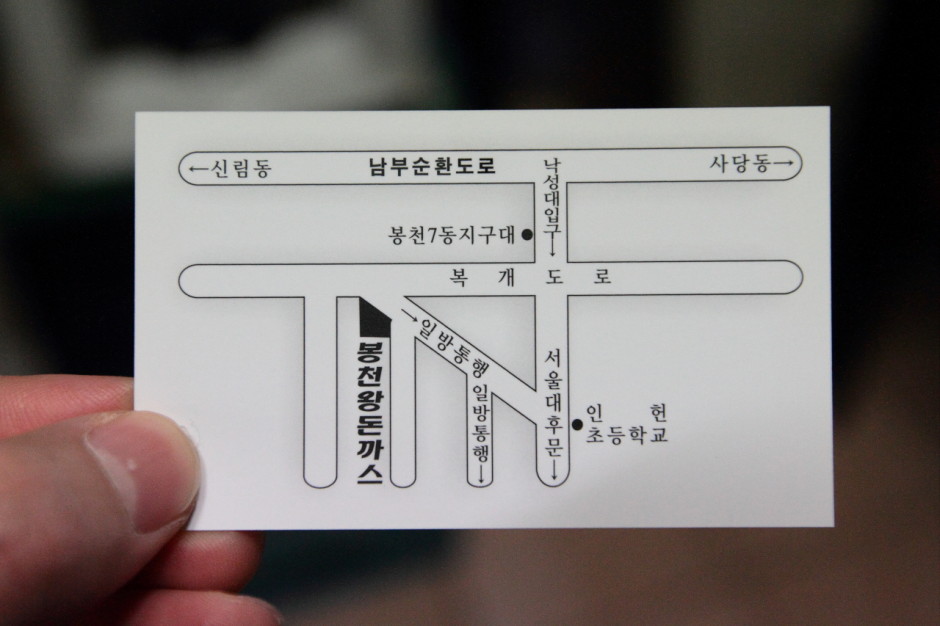 ←신림동
남부순환도로
사당동→
낙성대입구→
봉천7동지구대
복개도로
→일방통행
봉천왕돈까스
일방통행→
서울대후문→
인헌
초등학교